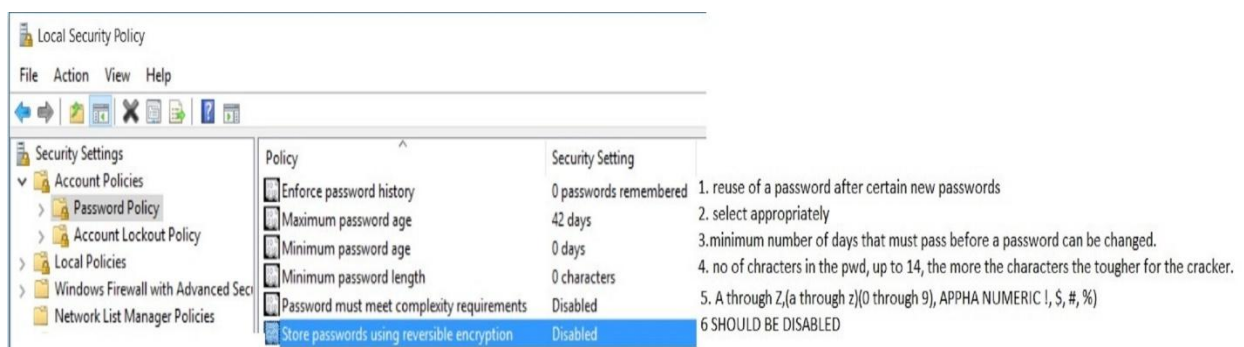 Local Security Policy
File Action View Help
Security Settings
Account Policies
Password Policy
Account Lockout Policy
Local Policies
Windows Firewall with Advanced Secu
Network List Manager Policies
Policy Security Setting
Enforce password history 0 passwords remembered
Maximum password age 42 days
Minimum password age 0 days
Minimum password length 0 characters
Password must meet complexity requirements Disabled
Store passwords using reversible encryption Disabled
1. reuse of a password after certain new passwords
2. select appropriately
3.minimum number of days that must pass before a password can be changed.
4. no of chracters in the pwd, up to 14, the more the characters the tougher for the cracker.
5. A through Z,(a through z)(0 through 9), APPHA NUMERIC !, $, #, %)
6 SHOULD BE DISABLED